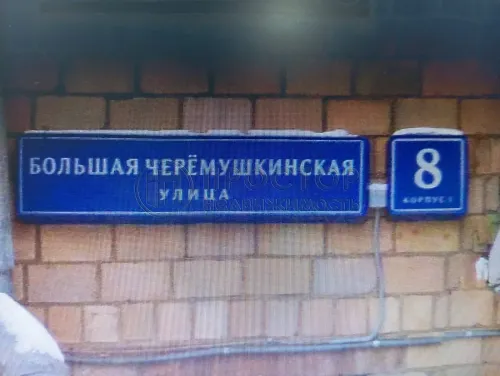 БОЛЬШАЯ ЧЕРЁМУШКИНСКАЯ
УЛИЦА
8
КОРПУС 1